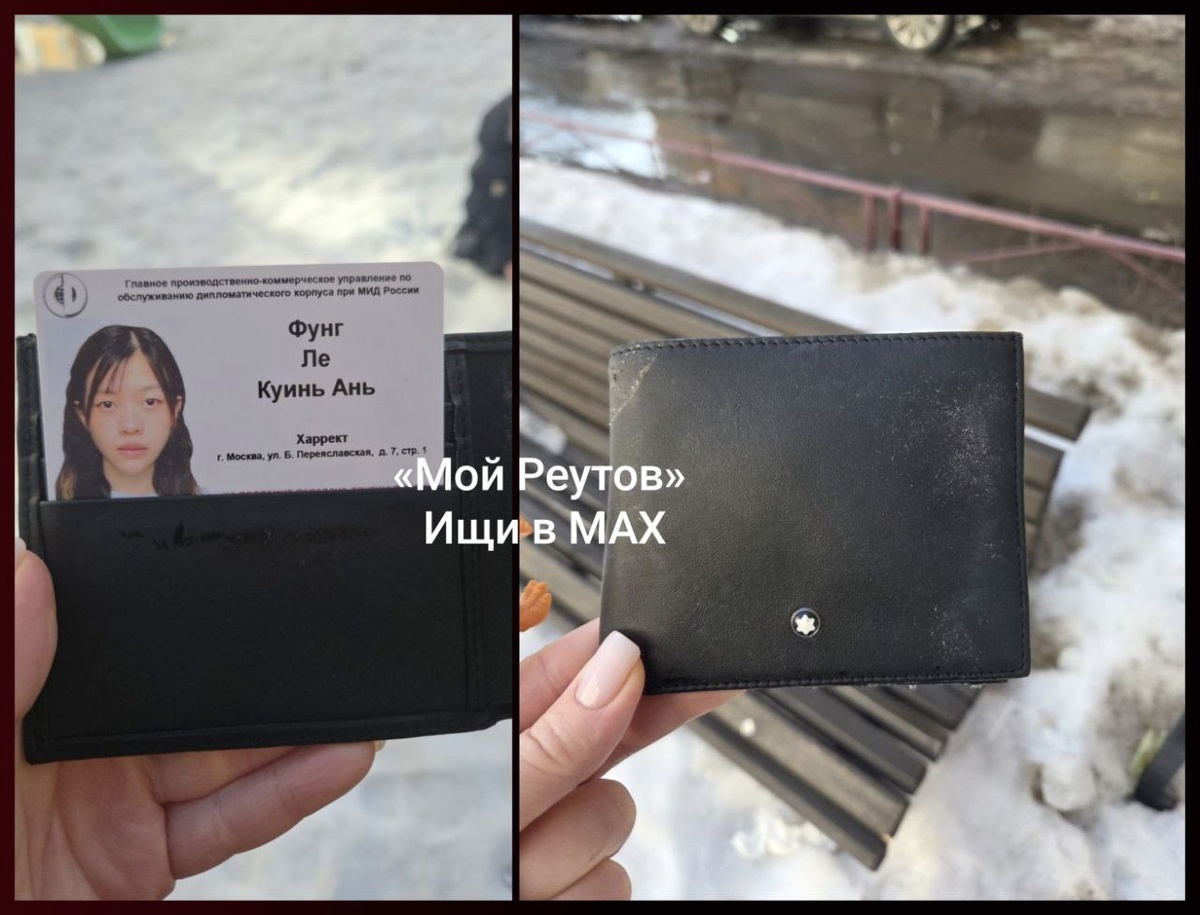 Главное производственно-коммерческое управление по
обслуживанию дипломатического корпуса при МИД России
Фунг
Ле
Куинь Ань
Харрект
г. Москва, ул. Б. Переяславская, д. 7, стр. 1
«Мой Реутов»
Ищи в МАХ